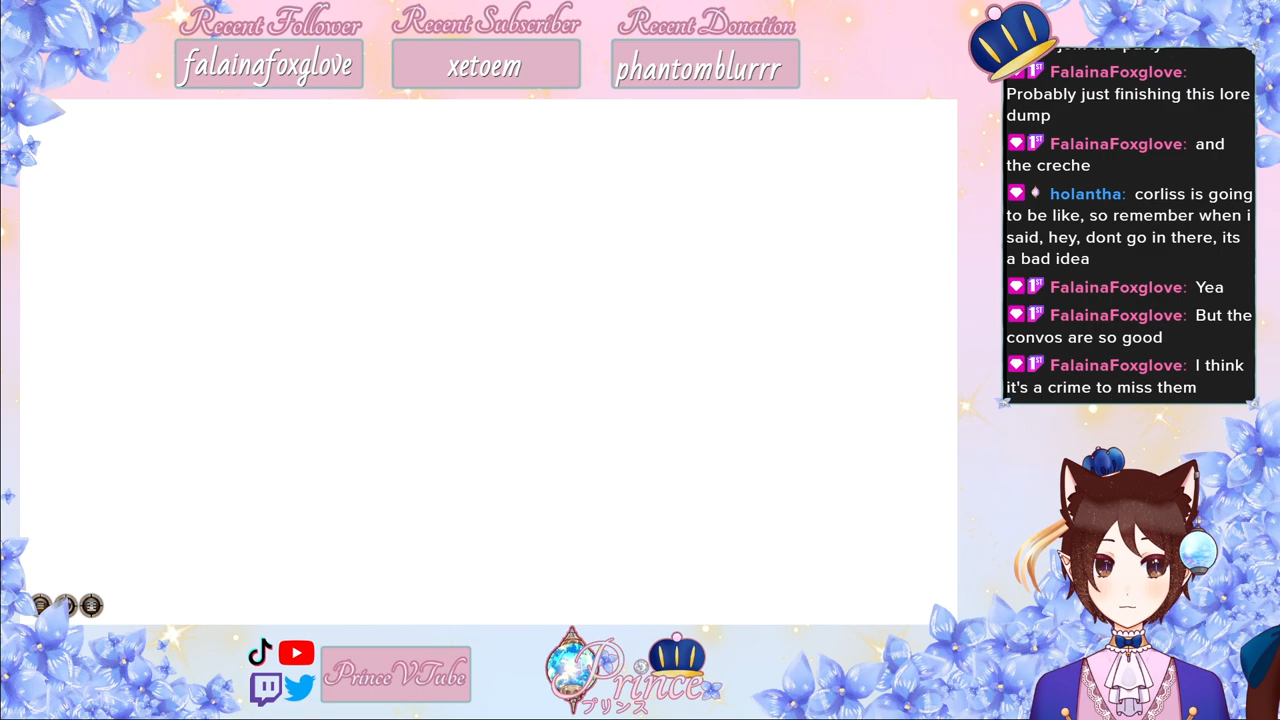 Recent Follower
Recent Subscriber
Recent Donation
falainafoxglove
xetoem
phantomblurrr
FalainaFoxglove:
Probably just finishing this lore
dump
FalainaFoxglove: and
the creche
holantha: corliss is going
to be like, so remember when i
said, hey, dont go in there, its
a bad idea
FalainaFoxglove: Yea
FalainaFoxglove: But the
convos are so good
FalainaFoxglove: I think
it's a crime to miss them
Prince VTube
Prince
プリンス